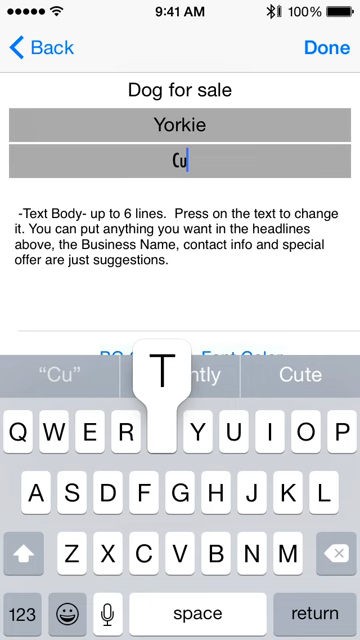 9:41 AM
100%
Back
Done
Dog for sale
Yorkie
Cu
-Text Body- up to 6 lines. Press on the text to change
it. You can put anything you want in the headlines
above, the Business Name, contact info and special
offer are just suggestions.
Font Color
“Cu”
Cute
T
Q W E R Y U I O P
A S D F G H J K L
Z X C V B N M
123
space
return